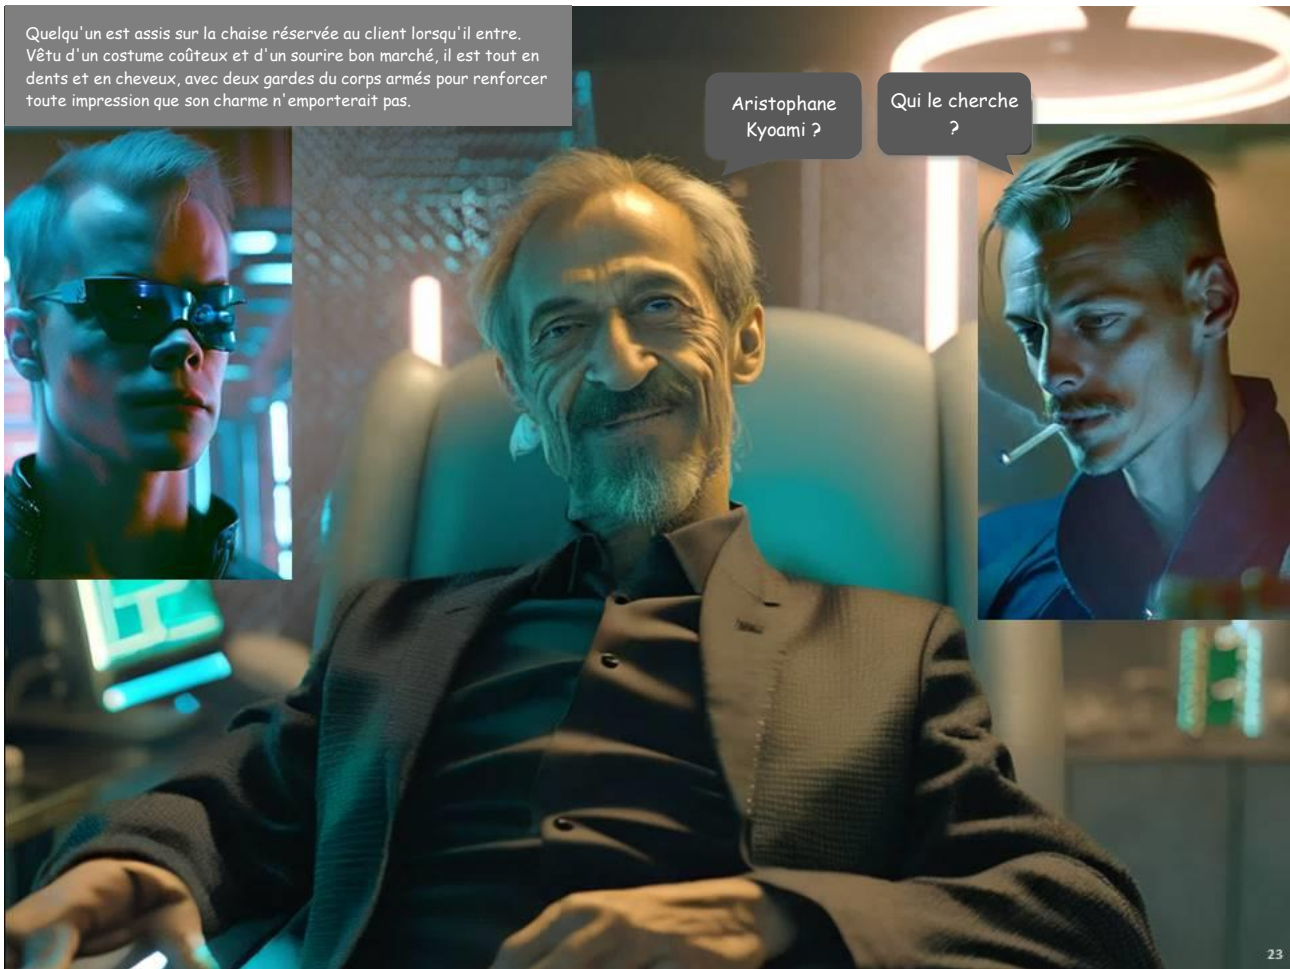 Quelqu'un est assis sur la chaise réservée au client lorsqu'il entre.
Vêtu d'un costume coûteux et d'un sourire bon marché, il est tout en
dents et en cheveux, avec deux gardes du corps armés pour renforcer
toute impression que son charme n'emporterait pas.
Aristophane
Kyoami ?
Qui le cherche
?
23